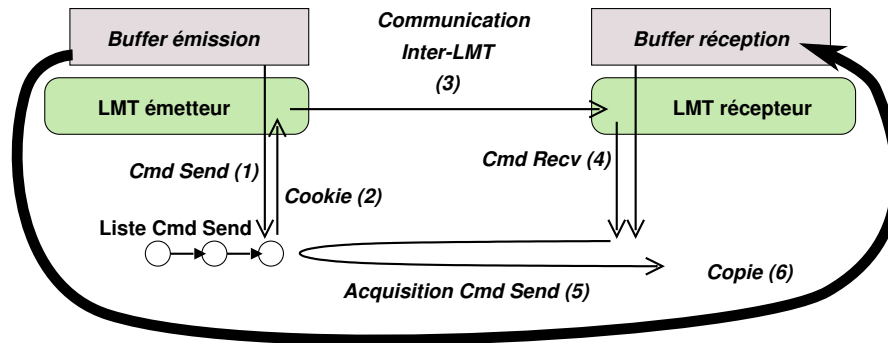 Buffer émission
Communication
Inter-LMT
(3)
Buffer réception
LMT émetteur
LMT récepteur
Cmd Send (1)
Cookie (2)
Cmd Recv (4)
Liste Cmd Send
Acquisition Cmd Send (5)
Copie (6)